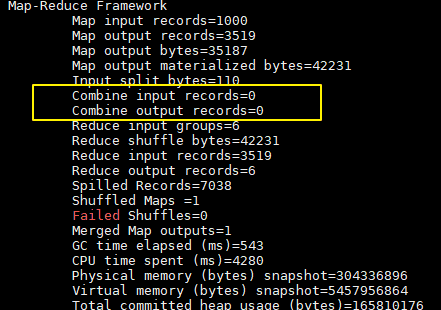 Map-Reduce Framework
Map input records=1000
Map output records=3519
Map output bytes=35187
Map output materialized bytes=42231
Input split bytes=110
Combine input records=0
Combine output records=0
Reduce input groups=6
Reduce shuffle bytes=42231
Reduce input records=3519
Reduce output records=6
Spilled Records=7038
Shuffled Maps =1
Failed Shuffles=0
Merged Map outputs=1
GC time elapsed (ms)=543
CPU time spent (ms)=4280
Physical memory (bytes) snapshot=304336896
Virtual memory (bytes) snapshot=5457956864
Total committed heap usage (bytes)=165810176